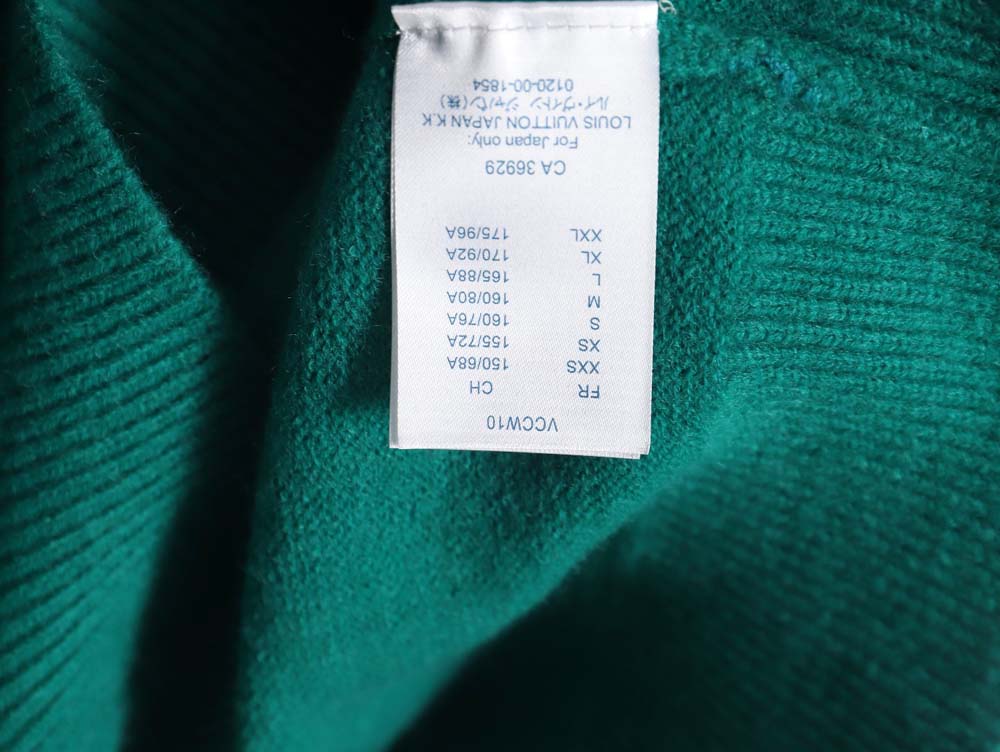 VCCW10
FR CH
XXS 150/68A
XS 155/72A
S 160/76A
M 160/80A
L 165/88A
XL 170/92A
XXL 175/96A
CA 36929
For Japan only:
LOUIS VUITTON JAPAN K.K
ルイ・ヴィトン ジャパン(株)
0120-00-1854